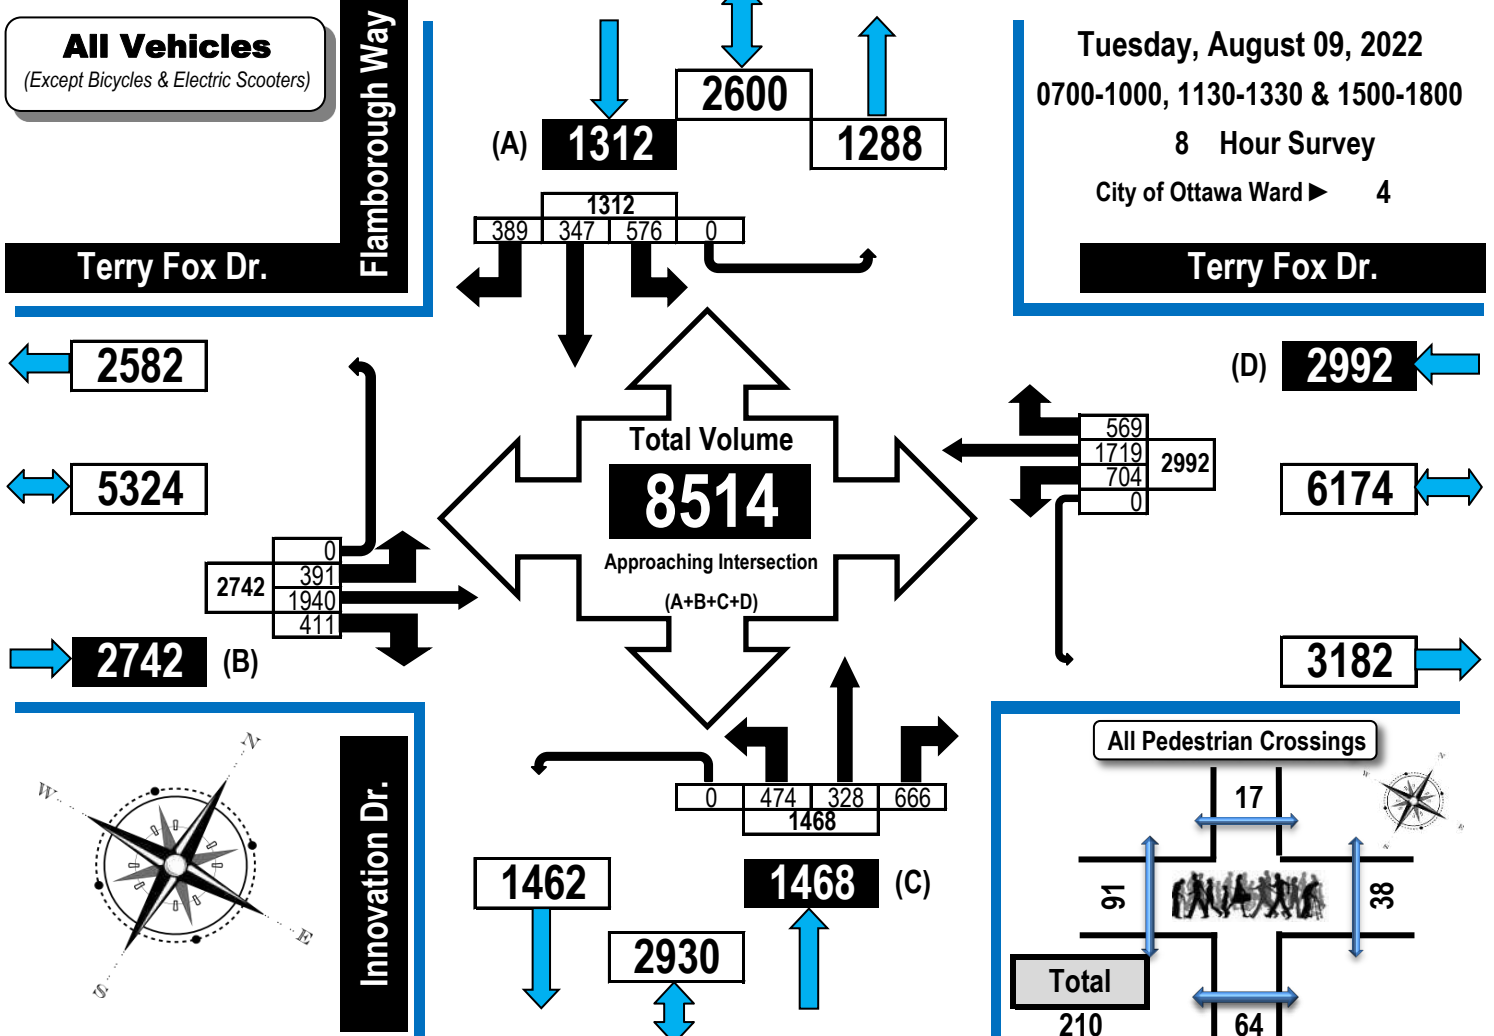 All Vehicles
(Except Bicycles & Electric Scooters)
Flamborough Way
Terry Fox Dr.
2600
(A) 1312
1288
1312
389 347 576 0
Tuesday, August 09, 2022
0700-1000, 1130-1330 & 1500-1800
8 Hour Survey
City of Ottawa Ward ► 4
Terry Fox Dr.
2582
5324
0
391
1940
411
2742
2742 (B)
Total Volume
8514
Approaching Intersection
(A+B+C+D)
569
1719
704
0
2992
(D) 2992
6174
3182
N
W
E
S
Innovation Dr.
0 474 328 666
1468
1462
1468 (C)
2930
All Pedestrian Crossings
17
91
38
Total
210
64